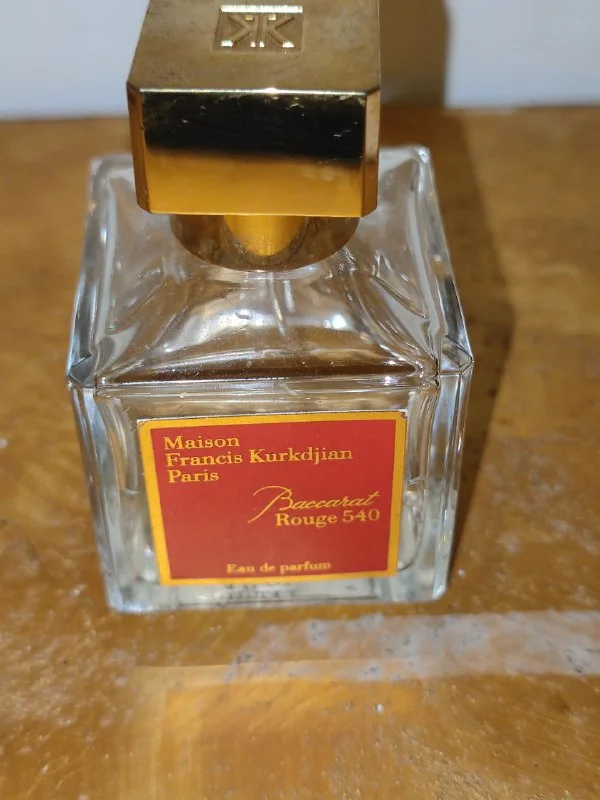 Maison
Francis Kurkdjian
Paris
Baccarat
Rouge 540
Eau de parfum